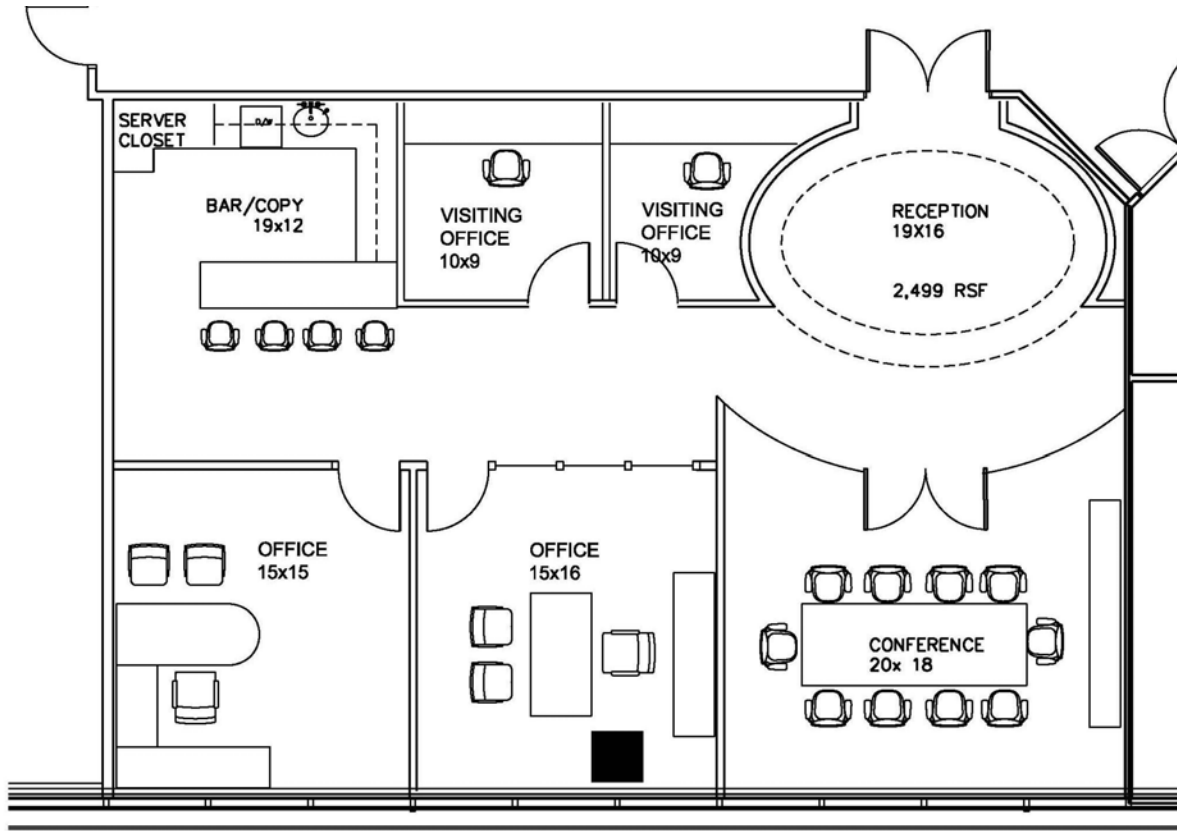 SERVER
CLOSET
D/W
BAR/COPY
19x12
VISITING
OFFICE
10x9
VISITING
OFFICE
10x9
RECEPTION
19X16
2,499 RSF
OFFICE
15x15
OFFICE
15x16
CONFERENCE
20x 18